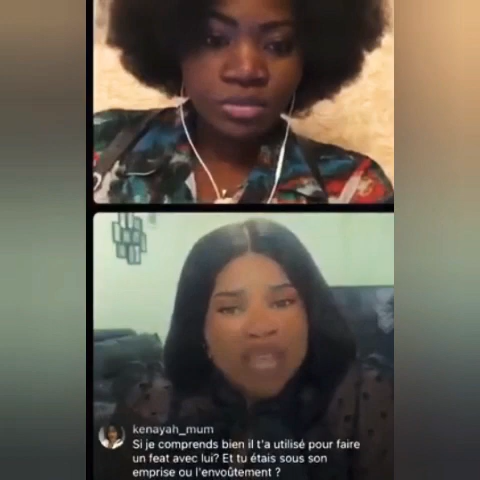 kenayah_mum
Si je comprends bien il t'a utilisé pour faire
un feat avec lui? Et tu étais sous son
emprise ou l'envoûtement ?